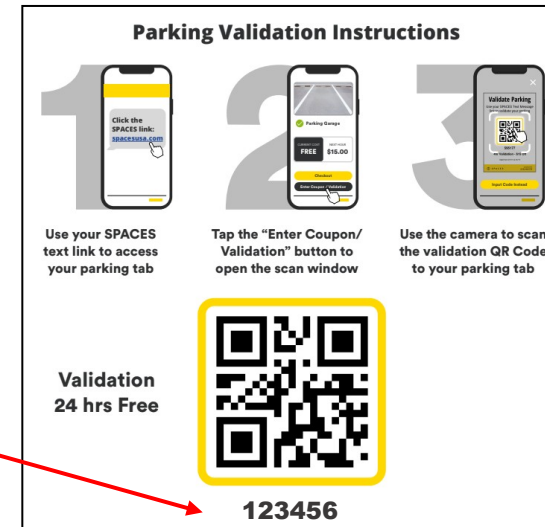 Parking Validation Instructions
Click the
SPACES link:
spacesusa.com
Use your SPACES
text link to access
your parking tab
Parking Garage
FREE
$15.00
Checkout
Enter Coupon / Validation
Tap the “Enter Coupon/
Validation” button to
open the scan window
Validate Parking
Input Code Instead
Use the camera to scan
the validation QR Code
to your parking tab
Validation
24 hrs Free
123456